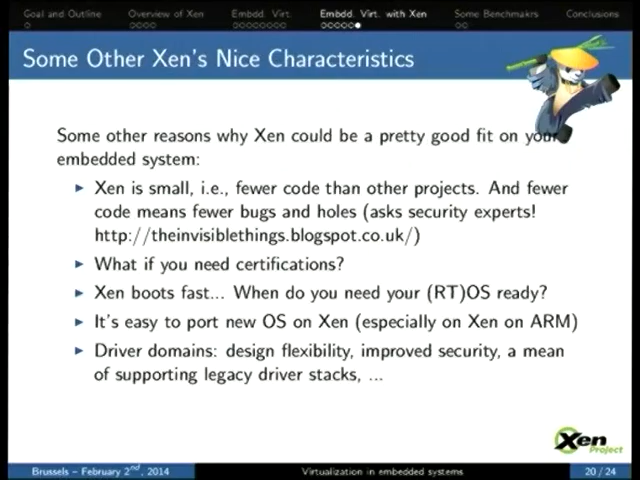 Goal and Outline Overview of Xen Embdd. Virt. Embdd. Virt. with Xen Some Benchmakrs Conclusions
Some Other Xen's Nice Characteristics
Some other reasons why Xen could be a pretty good fit on your
embedded system:
Xen is small, i.e., fewer code than other projects. And fewer
code means fewer bugs and holes (asks security experts!
http://theinvisiblethings.blogspot.co.uk/)
What if you need certifications?
Xen boots fast... When do you need your (RT)OS ready?
It's easy to port new OS on Xen (especially on Xen on ARM)
Driver domains: design flexibility, improved security, a mean
of supporting legacy driver stacks, ...
Xen
Project
Brussels – February 2nd, 2014 Virtualization in embedded systems 20 / 24